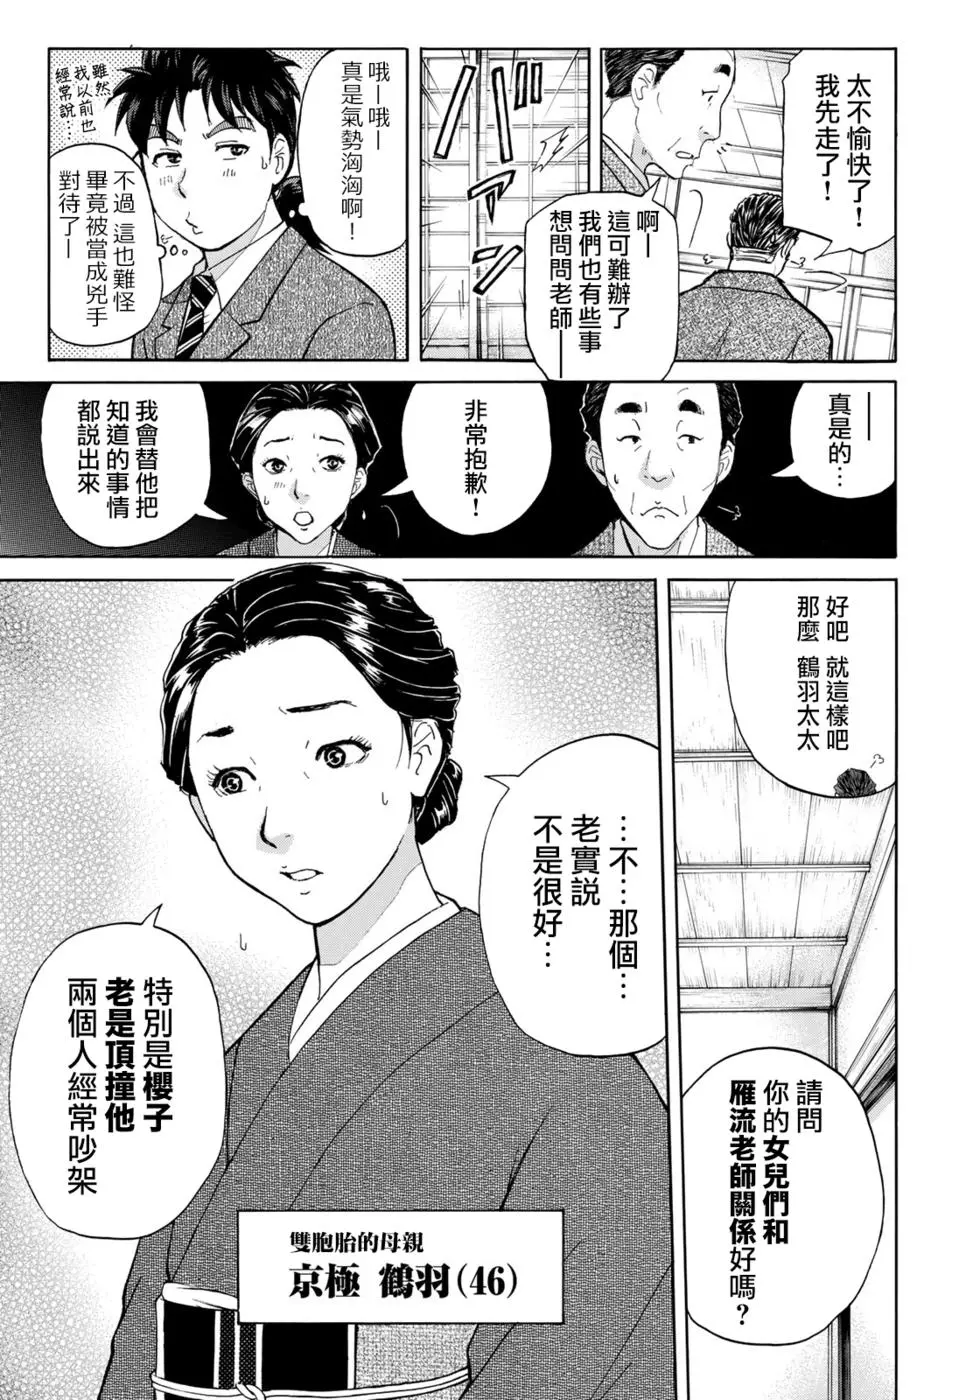 太不愉快了！
我先走了！
啊—
這可難辦了
我們也有些事
想問問老師—
哦—哦—
真是氣勢洶洶啊！
雖然
我以前也
經常說…
不過 這也難怪
畢竟被當成兇手
對待了—
—
真是的…
非常抱歉！
我會替他把
知道的事情
都説出來
好吧 就這樣吧
那麼 鶴羽太太
請問
你的女兒們和
雁流老師關係好嗎？
…不…那個…
老實説
不是很好…
特別是櫻子
老是頂撞他
兩個人經常吵架
雙胞胎的母親
京極 鶴羽(46)